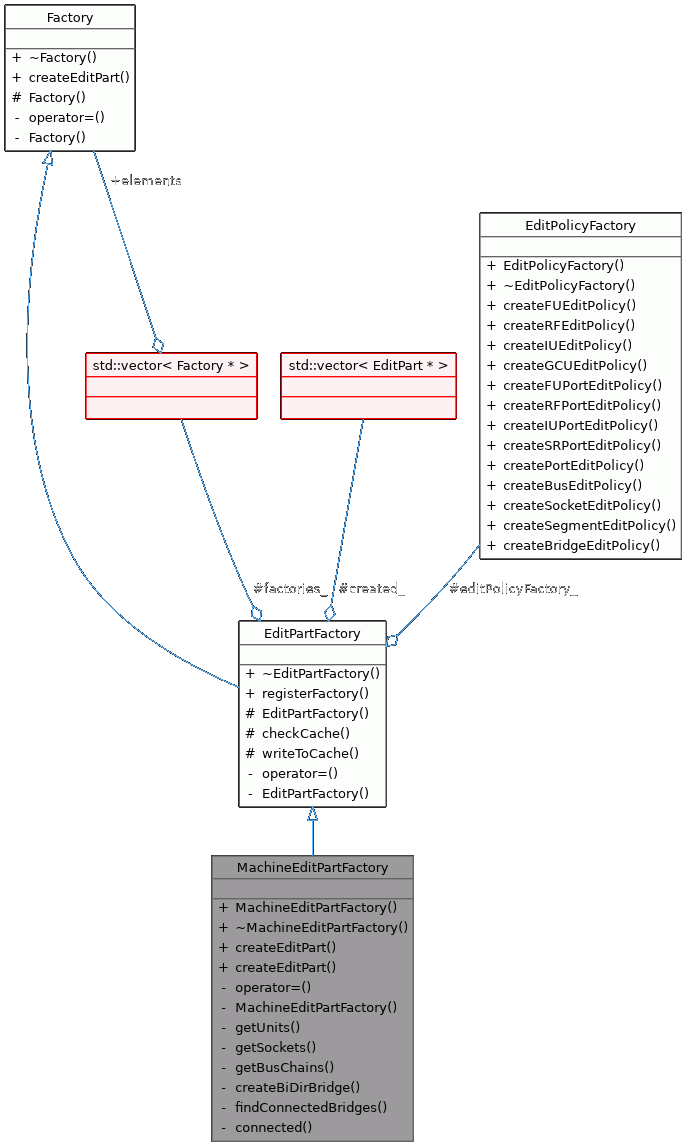 Factory
+ ~Factory()
+ createEditPart()
# Factory()
- operator=()
- Factory()
+elements
EditPolicyFactory
+ EditPolicyFactory()
+ ~EditPolicyFactory()
+ createFUEditPolicy()
+ createRFEditPolicy()
+ createIUEditPolicy()
+ createGCUEditPolicy()
+ createFUPortEditPolicy()
+ createRFPortEditPolicy()
+ createIUPortEditPolicy()
+ createSRPortEditPolicy()
+ createPortEditPolicy()
+ createBusEditPolicy()
+ createSocketEditPolicy()
+ createSegmentEditPolicy()
+ createBridgeEditPolicy()
std::vector< Factory * >
std::vector< EditPart * >
#factories_
#created_
#editPolicyFactory_
EditPartFactory
+ ~EditPartFactory()
+ registerFactory()
# EditPartFactory()
# checkCache()
# writeToCache()
- operator=()
- EditPartFactory()
MachineEditPartFactory
+ MachineEditPartFactory()
+ ~MachineEditPartFactory()
+ createEditPart()
+ createEditPart()
- operator=()
- MachineEditPartFactory()
- getUnits()
- getSockets()
- getBusChains()
- createBiDirBridge()
- findConnectedBridges()
- connected()